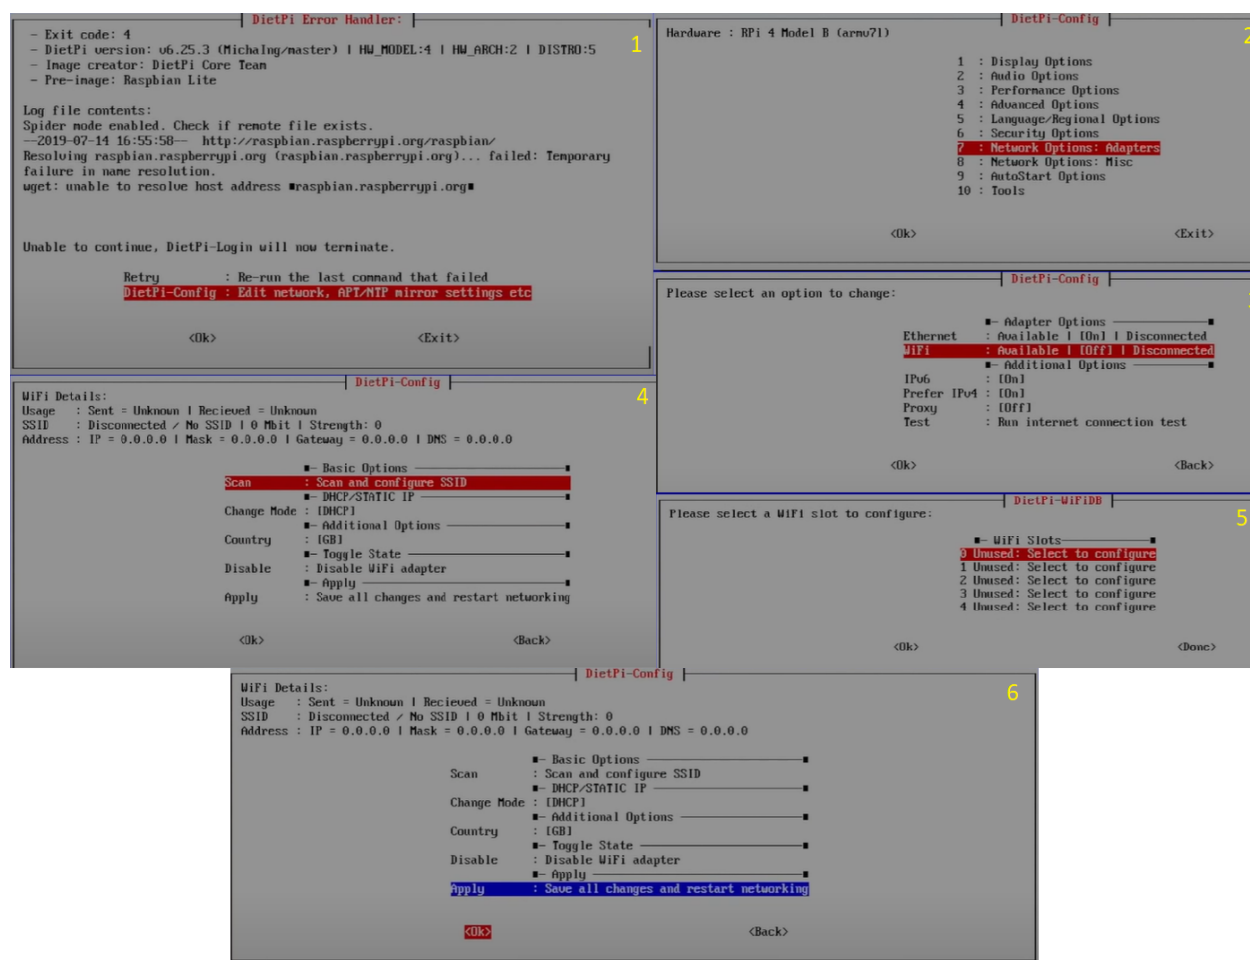 DietPi Error Handler:
1
- Exit code: 4
- DietPi version: v6.25.3 (MichaIng/master) | HW_MODEL:4 | HW_ARCH:2 | DISTRO:5
- Image creator: DietPi Core Team
- Pre-image: Raspbian Lite
Log file contents:
Spider mode enabled. Check if remote file exists.
--2019-07-14 16:55:58-- http://raspbian.raspberrypi.org/raspbian/
Resolving raspbian.raspberrypi.org (raspbian.raspberrypi.org)... failed: Temporary
failure in name resolution.
wget: unable to resolve host address ■raspbian.raspberrypi.org■
Unable to continue, DietPi-Login will now terminate.
Retry : Re-run the last command that failed
DietPi-Config : Edit network, APT/NTP mirror settings etc
<Ok> <Exit>
DietPi-Config
2
Hardware : RPi 4 Model B (armv7l)
1 : Display Options
2 : Audio Options
3 : Performance Options
4 : Advanced Options
5 : Language/Regional Options
6 : Security Options
7 : Network Options: Adapters
8 : Network Options: Misc
9 : AutoStart Options
10 : Tools
<Ok> <Exit>
DietPi-Config
Please select an option to change:
Adapter Options
Ethernet : Available | [On] | Disconnected
WiFi : Available | [Off] | Disconnected
Additional Options
IPv6 : [On]
Prefer IPv4 : [On]
Proxy : [Off]
Test : Run internet connection test
<Ok> <Back>
DietPi-Config
4
WiFi Details:
Usage : Sent = Unknown | Recieved = Unknown
SSID : Disconnected / No SSID | 0 Mbit | Strength: 0
Address : IP = 0.0.0.0 | Mask = 0.0.0.0 | Gateway = 0.0.0.0 | DNS = 0.0.0.0
Basic Options
Scan : Scan and configure SSID
DHCP/STATIC IP
Change Mode : [DHCP]
Additional Options
Country : [GB]
Toggle State
Disable : Disable WiFi adapter
Apply
Apply : Save all changes and restart networking
<Ok> <Back>
DietPi-WiFiDB
5
Please select a WiFi slot to configure:
WiFi Slots
0 Unused: Select to configure
1 Unused: Select to configure
2 Unused: Select to configure
3 Unused: Select to configure
4 Unused: Select to configure
<Ok> <Done>
DietPi-Config
6
WiFi Details:
Usage : Sent = Unknown | Recieved = Unknown
SSID : Disconnected / No SSID | 0 Mbit | Strength: 0
Address : IP = 0.0.0.0 | Mask = 0.0.0.0 | Gateway = 0.0.0.0 | DNS = 0.0.0.0
Basic Options
Scan : Scan and configure SSID
DHCP/STATIC IP
Change Mode : [DHCP]
Additional Options
Country : [GB]
Toggle State
Disable : Disable WiFi adapter
Apply
Apply : Save all changes and restart networking
<Ok> <Back>